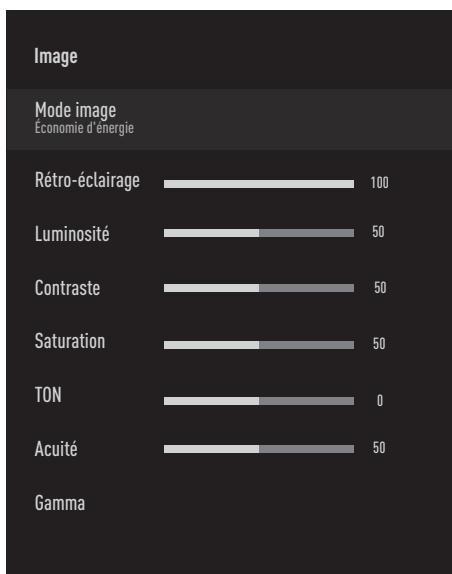 Image
Mode image
Économie d'énergie
Rétro-éclairage 100
Luminosité 50
Contraste 50
Saturation 50
TON 0
Acuité 50
Gamma